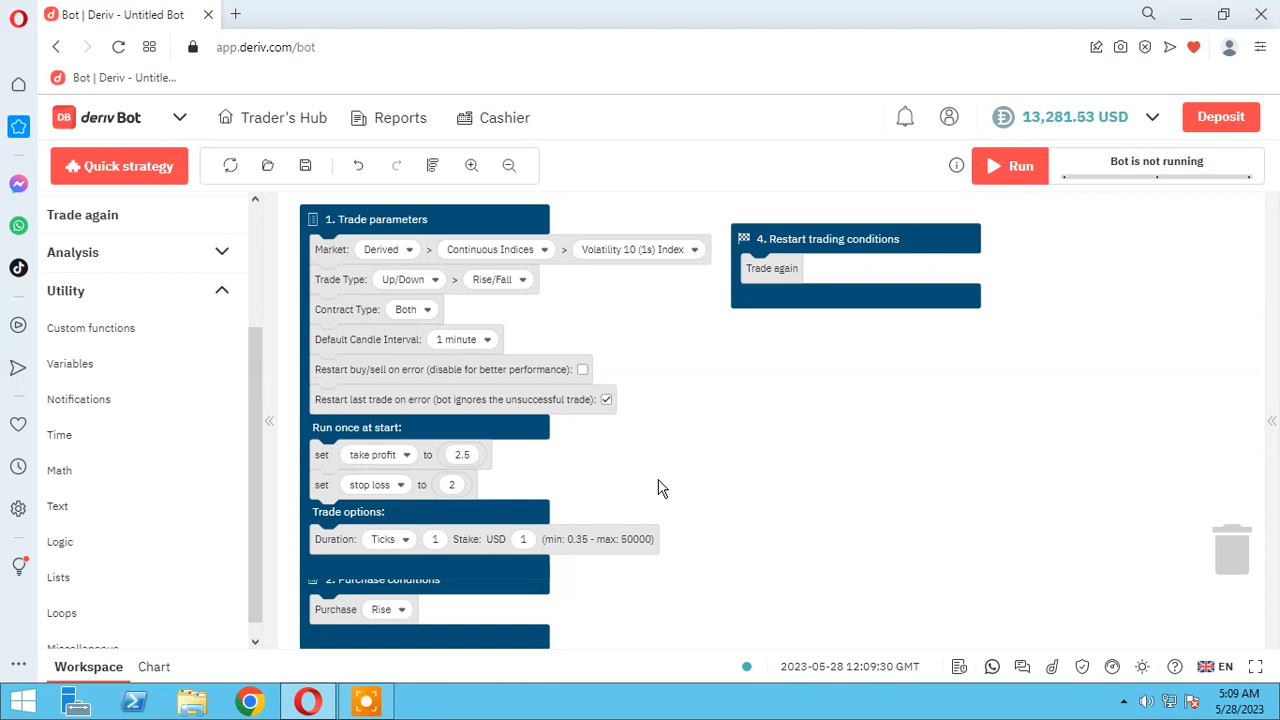 Bot | Deriv - Untitled Bot
app.deriv.com/bot
Bot | Deriv - Untitle...
DB deriv Bot
Trader's Hub
Reports
Cashier
13,281.53 USD
Deposit
Quick strategy
Run
Bot is not running
Trade again
Analysis
Utility
Custom functions
Variables
Notifications
Time
Math
Text
Logic
Lists
Loops
Miscellaneous
1. Trade parameters
Market: Derived > Continuous Indices > Volatility 10 (1s) Index
Trade Type: Up/Down > Rise/Fall
Contract Type: Both
Default Candle Interval: 1 minute
Restart buy/sell on error (disable for better performance):
Restart last trade on error (bot ignores the unsuccessful trade):
Run once at start:
set take profit to 2.5
set stop loss to 2
Trade options:
Duration: Ticks 1 Stake: USD 1 (min: 0.35 - max: 50000)
2. Purchase conditions
Purchase Rise
4. Restart trading conditions
Trade again
Workspace
Chart
2023-05-28 12:09:30 GMT
EN
5:09 AM
5/28/2023